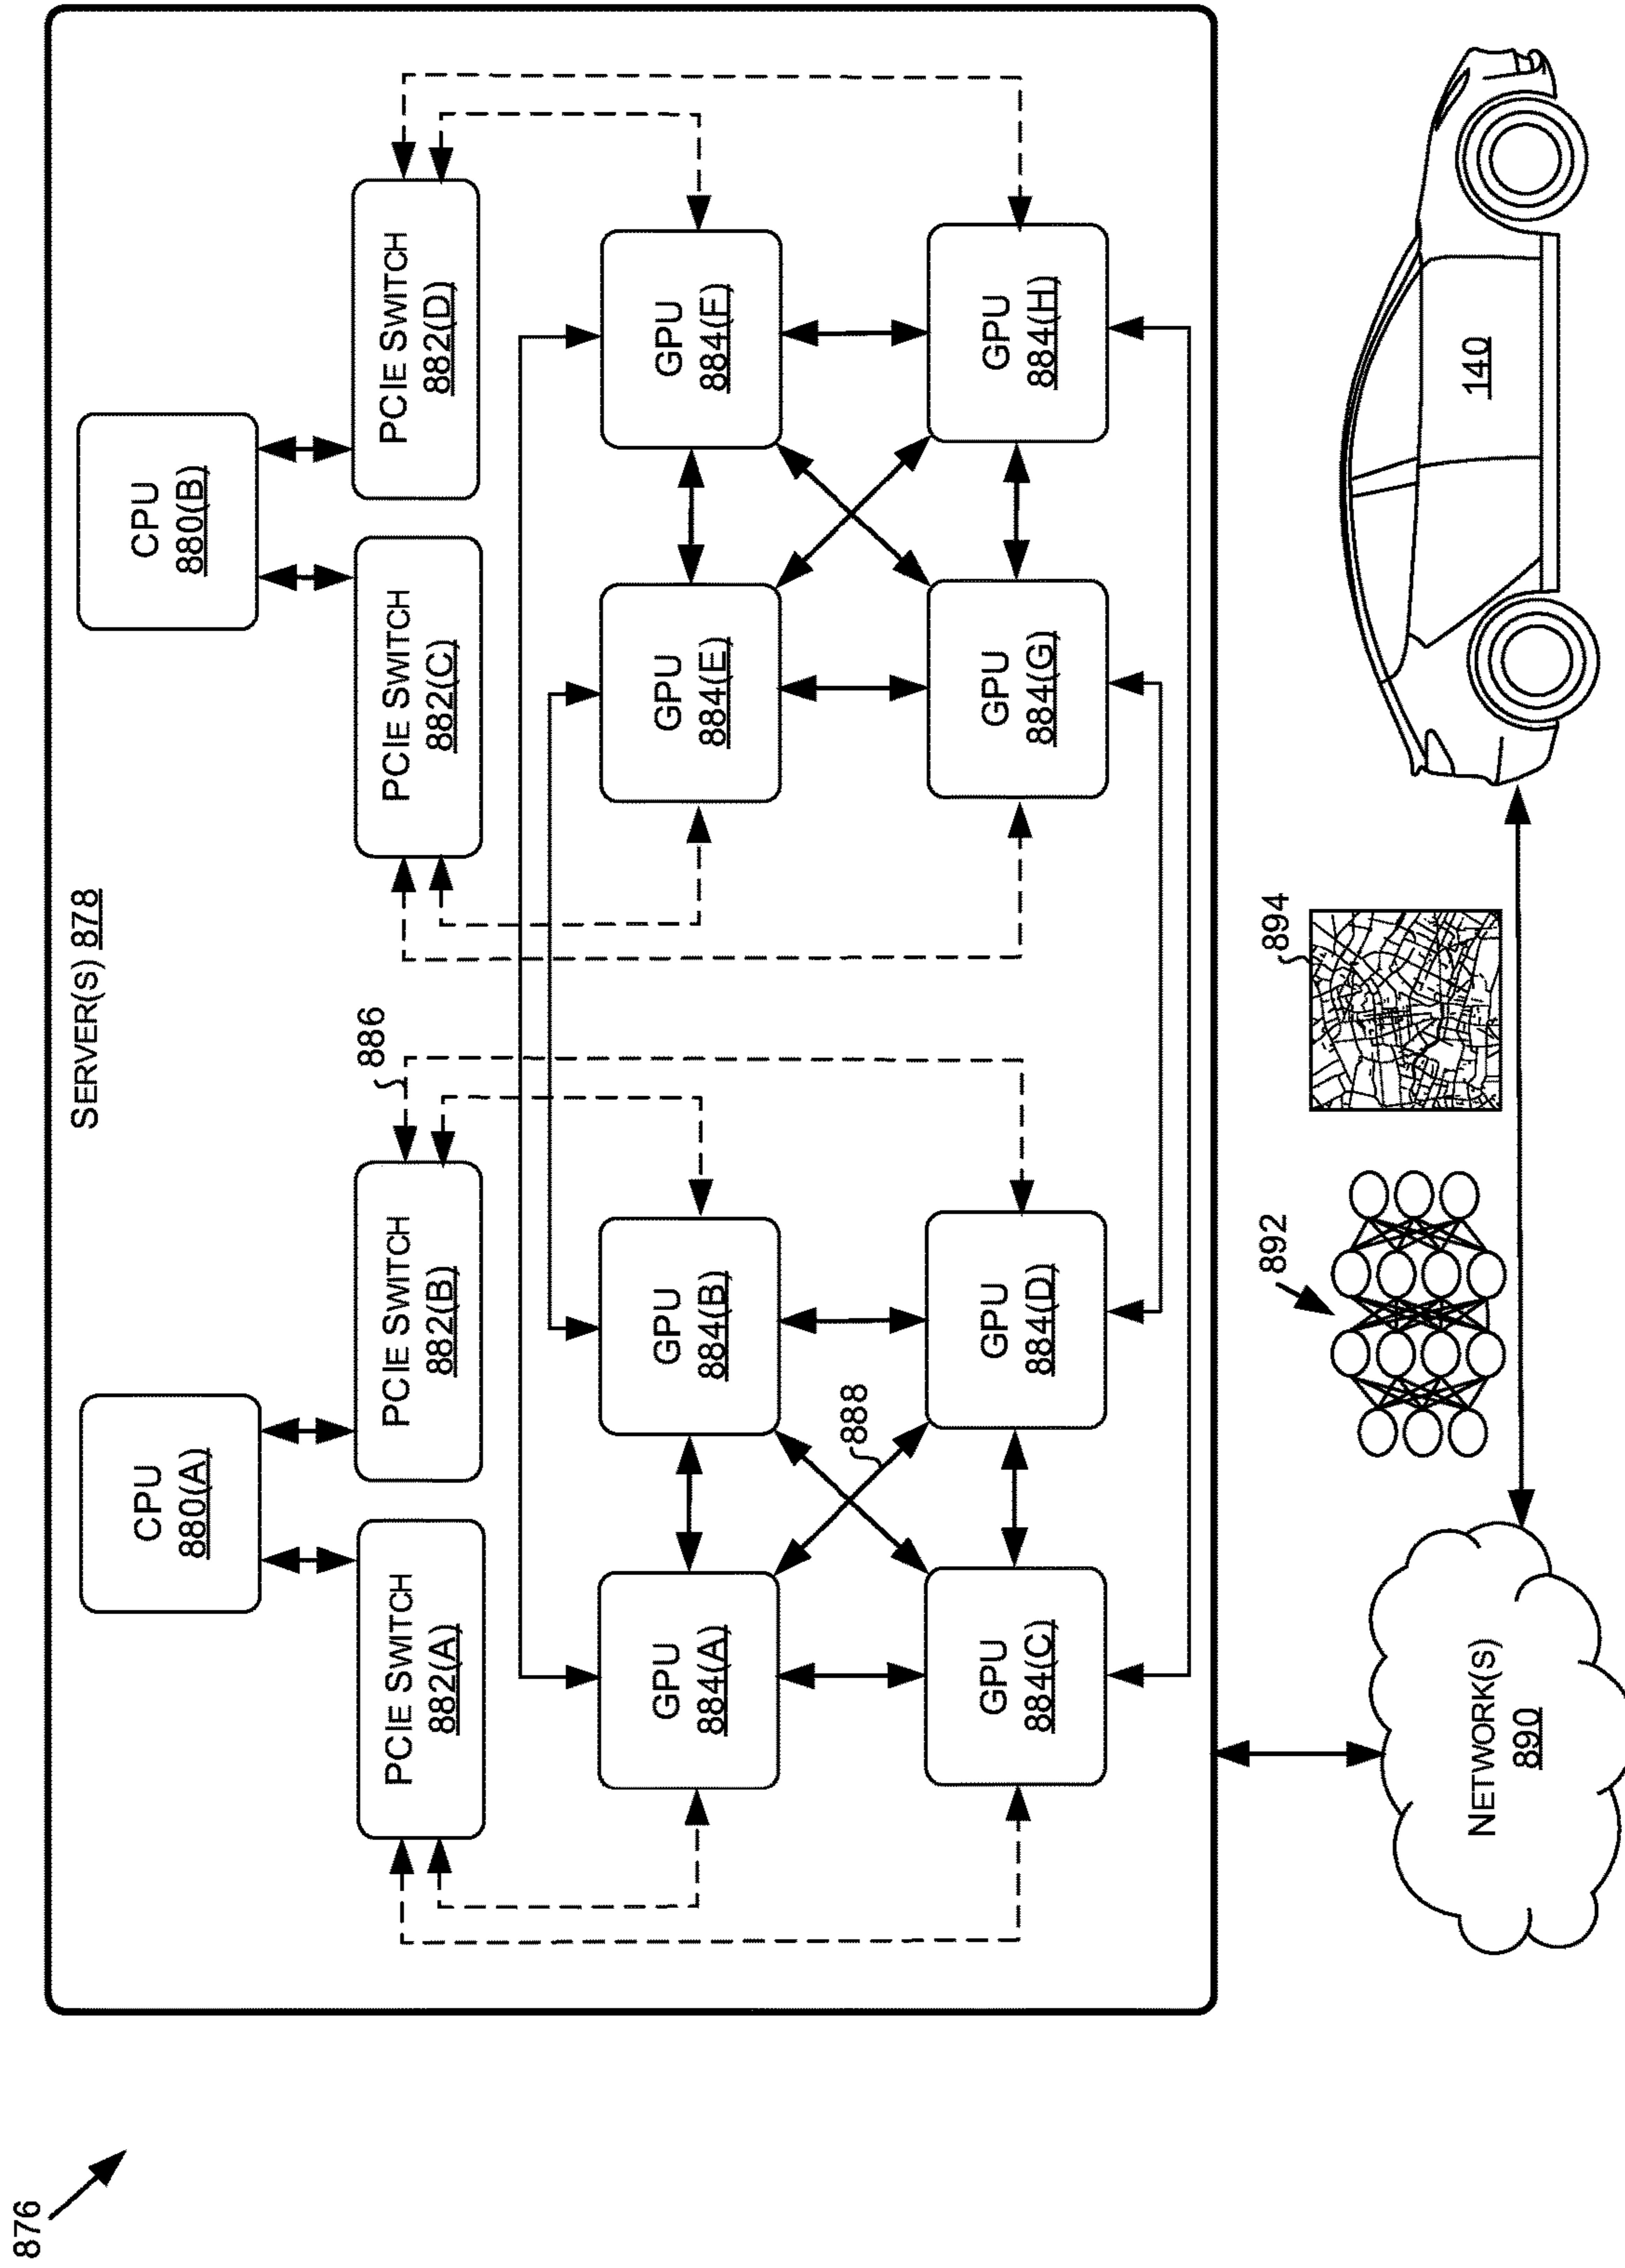 876
SERVER(S) 878
CPU
880(A)
CPU
880(B)
PCIE SWITCH
882(A)
PCIE SWITCH
882(B)
886
PCIE SWITCH
882(C)
PCIE SWITCH
882(D)
GPU
884(A)
GPU
884(B)
GPU
884(E)
GPU
884(F)
888
GPU
884(C)
GPU
884(D)
GPU
884(G)
GPU
884(H)
NETWORK(S)
890
892
894
140